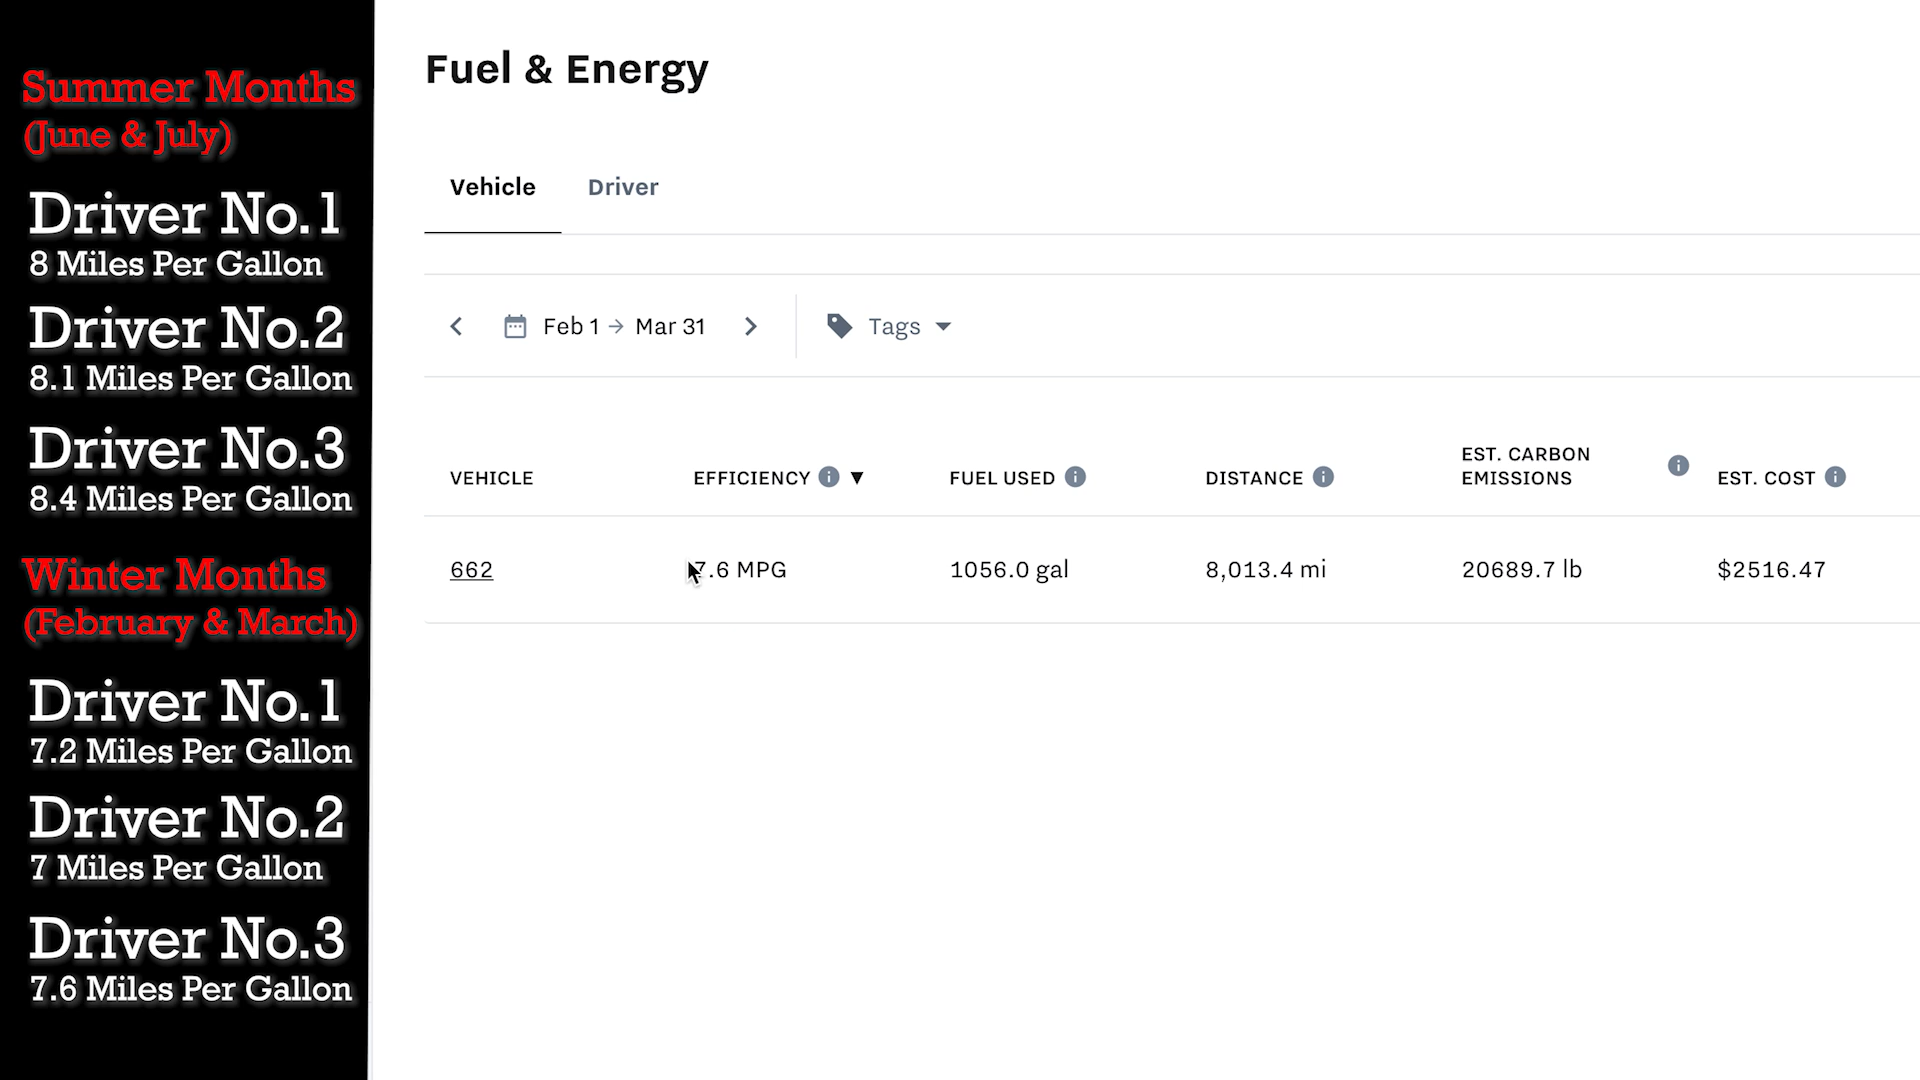 Summer Months
(June & July)
Driver No.1
8 Miles Per Gallon
Driver No.2
8.1 Miles Per Gallon
Driver No.3
8.4 Miles Per Gallon
Winter Months
(February & March)
Driver No.1
7.2 Miles Per Gallon
Driver No.2
7 Miles Per Gallon
Driver No.3
7.6 Miles Per Gallon
Fuel & Energy
Vehicle Driver
Feb 1 → Mar 31 Tags
VEHICLE EFFICIENCY ▼ FUEL USED DISTANCE EST. CARBON EMISSIONS EST. COST
662 7.6 MPG 1056.0 gal 8,013.4 mi 20689.7 lb $2516.47